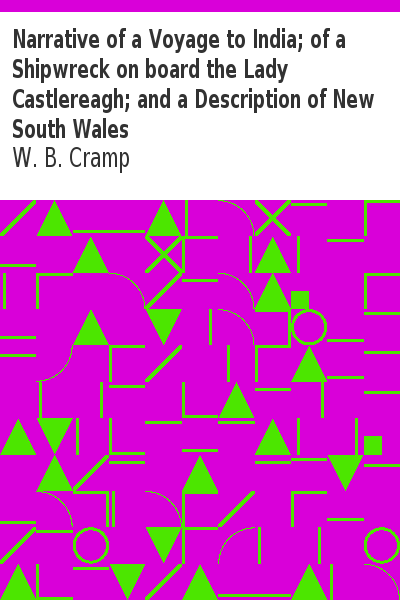 Narrative of a Voyage to India; of a
Shipwreck on board the Lady
Castlereagh; and a Description of New
South Wales
W. B. Cramp